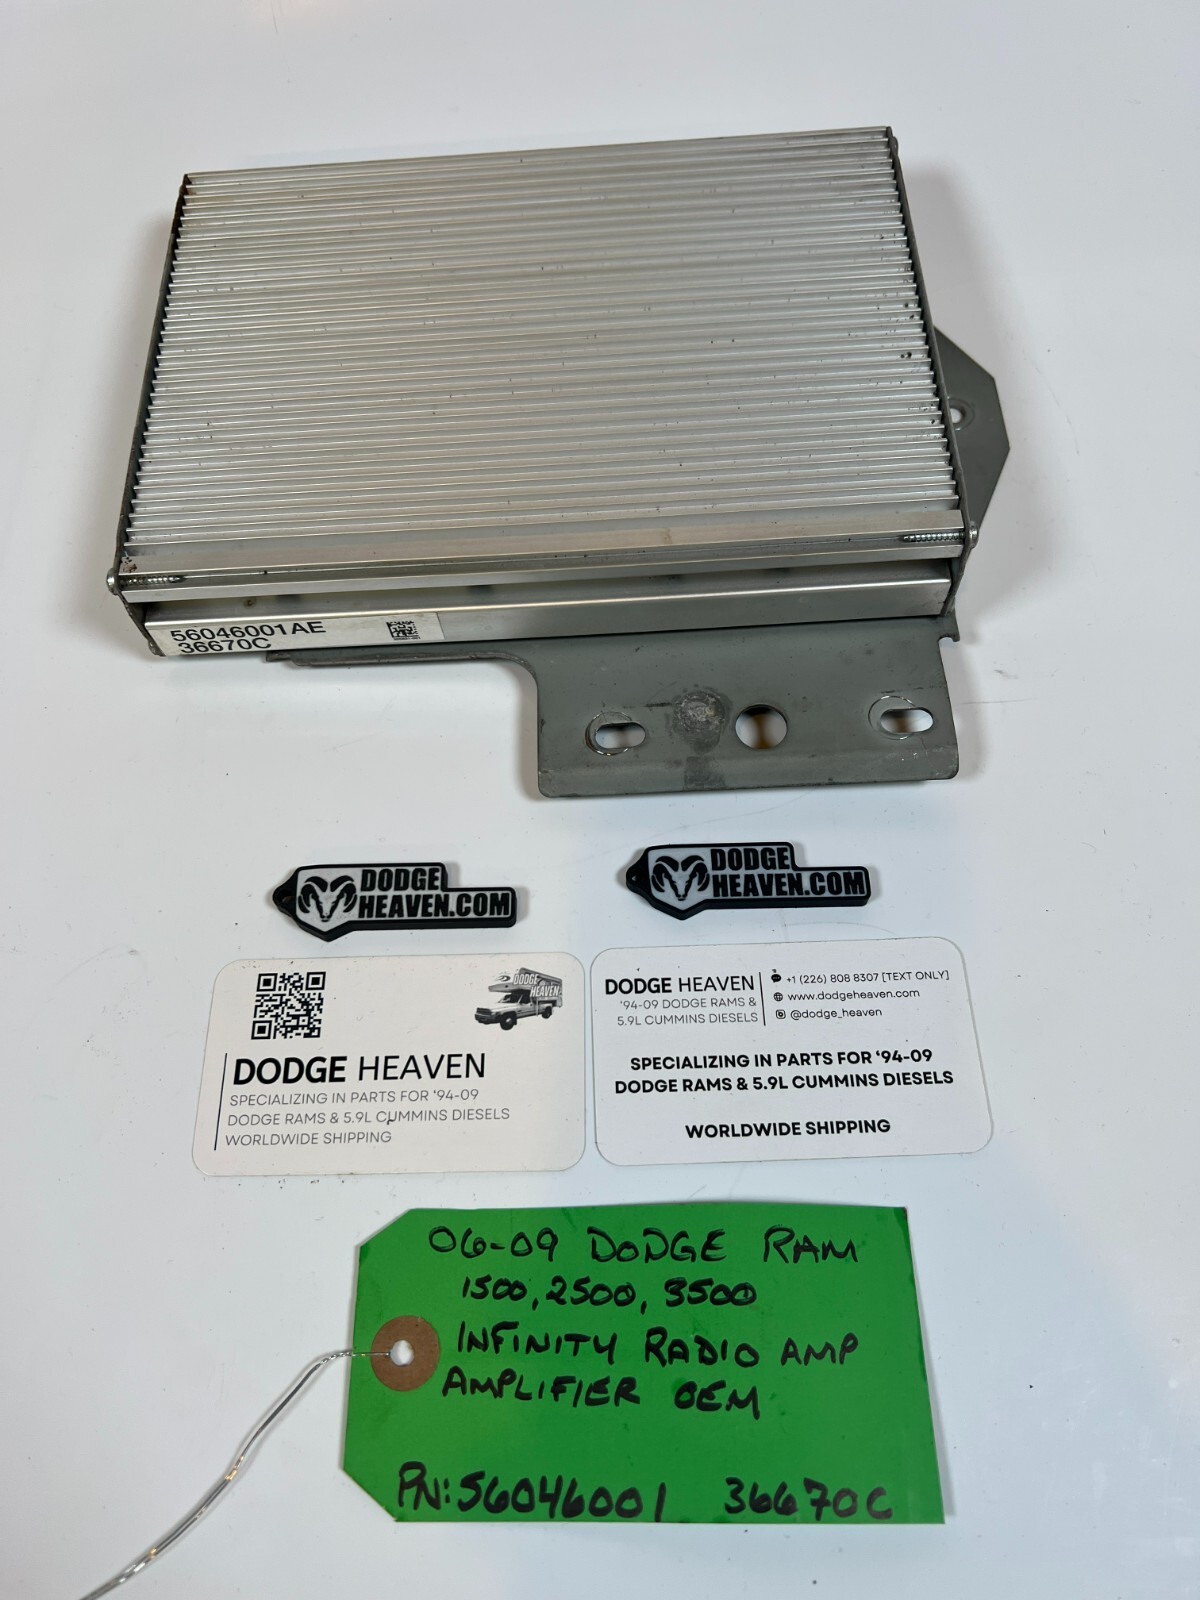 56046001AE
36670C
DODGE
HEAVEN.COM
DODGE
HEAVEN.COM
DODGE
HEAVEN
DODGE HEAVEN
SPECIALIZING IN PARTS FOR '94-09
DODGE RAMS & 5.9L CUMMINS DIESELS
WORLDWIDE SHIPPING
DODGE HEAVEN
'94-09 DODGE RAMS &
5.9L CUMMINS DIESELS
+1 (226) 808 8307 [TEXT ONLY]
www.dodgeheaven.com
@dodge_heaven
SPECIALIZING IN PARTS FOR '94-09
DODGE RAMS & 5.9L CUMMINS DIESELS
WORLDWIDE SHIPPING
06-09 DODGE RAM
1500, 2500, 3500
INFINITY RADIO AMP
AMPLIFIER OEM
PN: 56046001 36670C